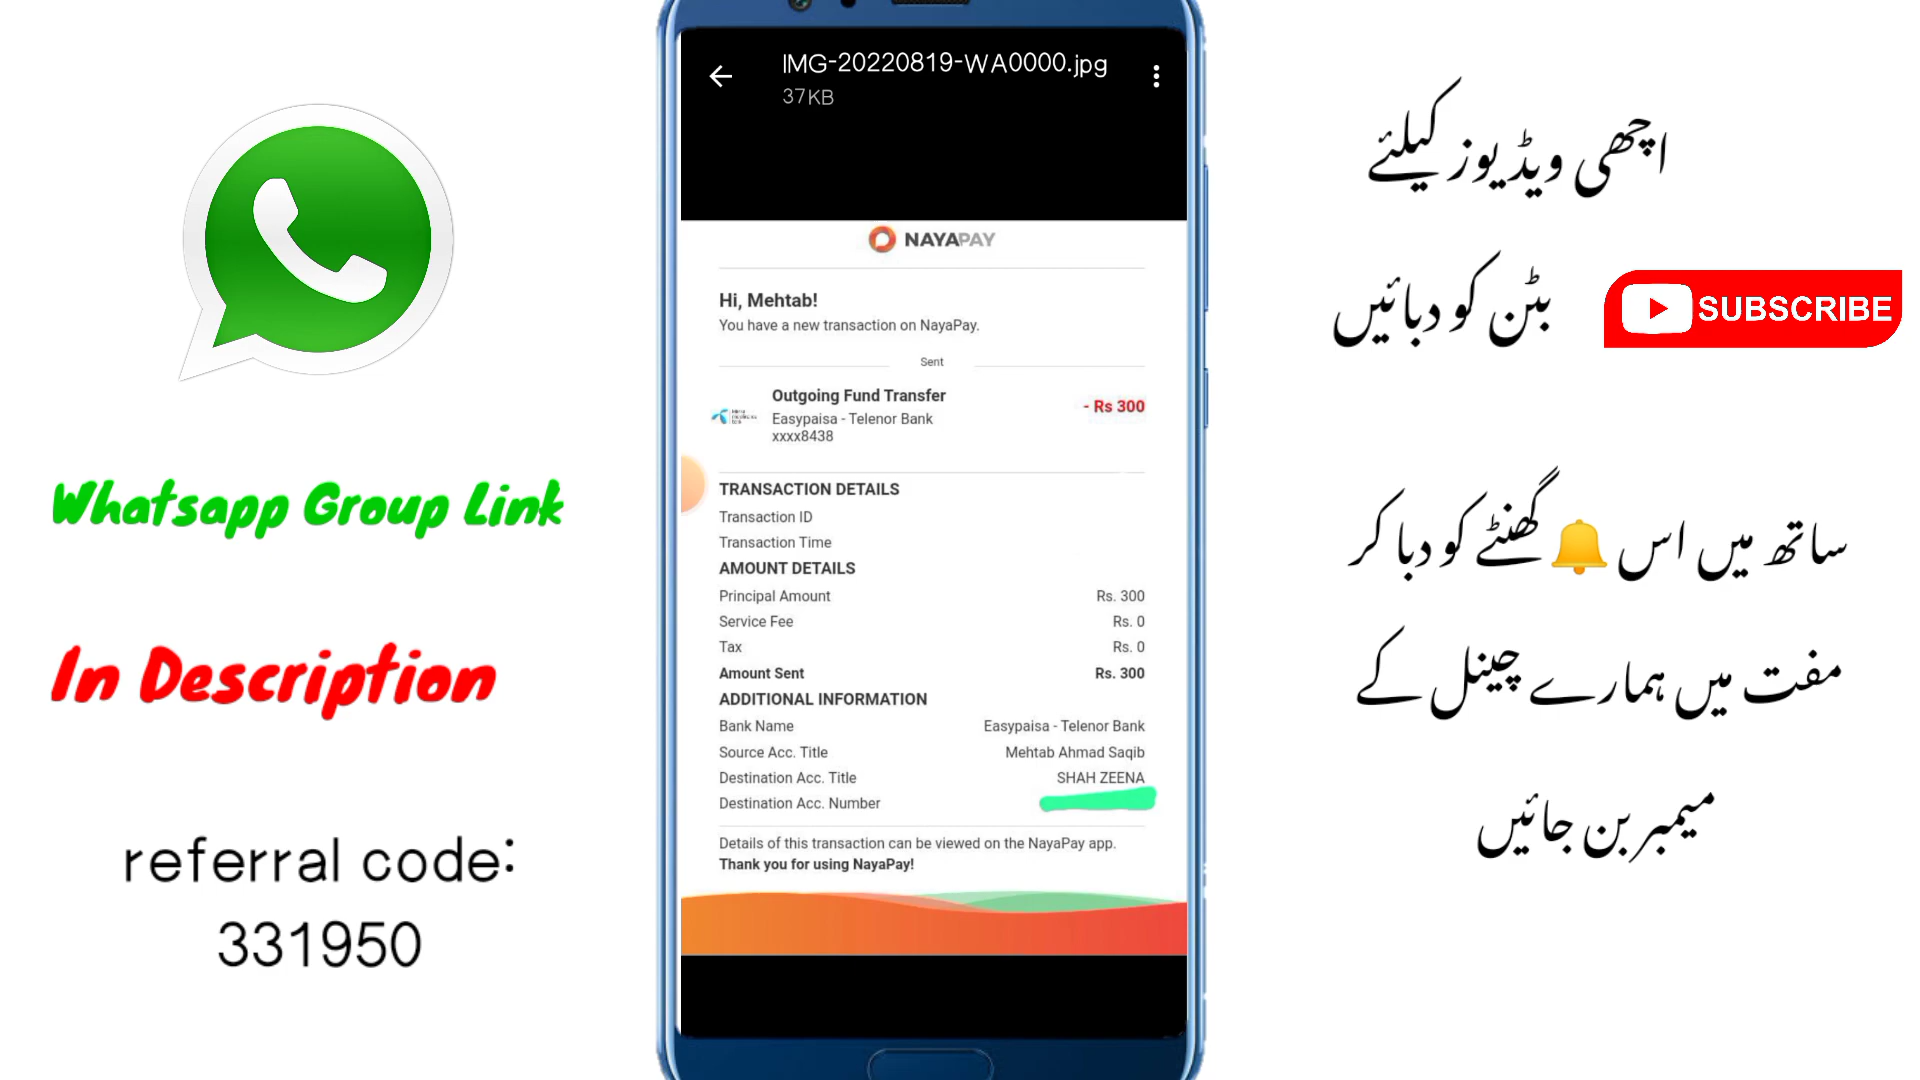 Whatsapp Group Link
In Description
referral code:
331950
IMG-20220819-WA0000.jpg
37KB
NAYAPAY
Hi, Mehtab!
You have a new transaction on NayaPay.
Sent
Outgoing Fund Transfer
- Rs 300
Easypaisa - Telenor Bank
xxxx8438
TRANSACTION DETAILS
Transaction ID
Transaction Time
AMOUNT DETAILS
Principal Amount Rs. 300
Service Fee Rs. 0
Tax Rs. 0
Amount Sent Rs. 300
ADDITIONAL INFORMATION
Bank Name Easypaisa - Telenor Bank
Source Acc. Title Mehtab Ahmad Saqib
Destination Acc. Title SHAH ZEENA
Destination Acc. Number
Details of this transaction can be viewed on the NayaPay app.
Thank you for using NayaPay!
اچھی ویڈیوز کیلئے
SUBSCRIBE بٹن کو دبائیں
ساتھ میں اس گھنٹے کو دبا کر
مفت میں ہمارے چینل کے
میمبر بن جائیں